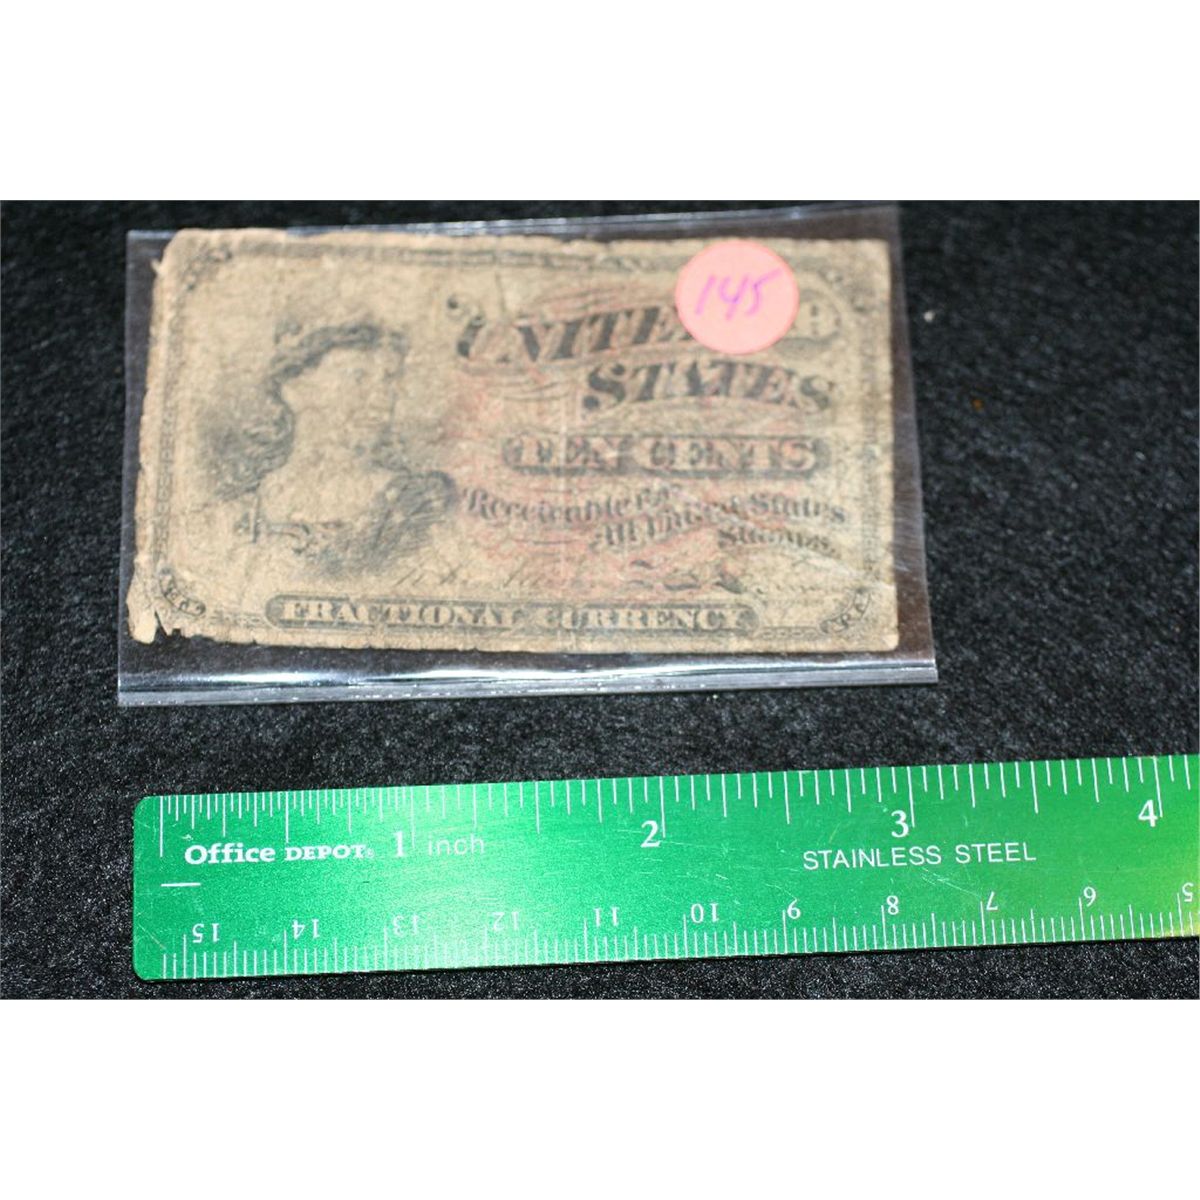 145
UNITED
STATES
TEN CENTS
Receivable for
All United States
Stamps.
FRACTIONAL CURRENCY
1 2 3 4
Office DEPOT. inch STAINLESS STEEL
15 14 13 12 11 10 9 8 7 6 5